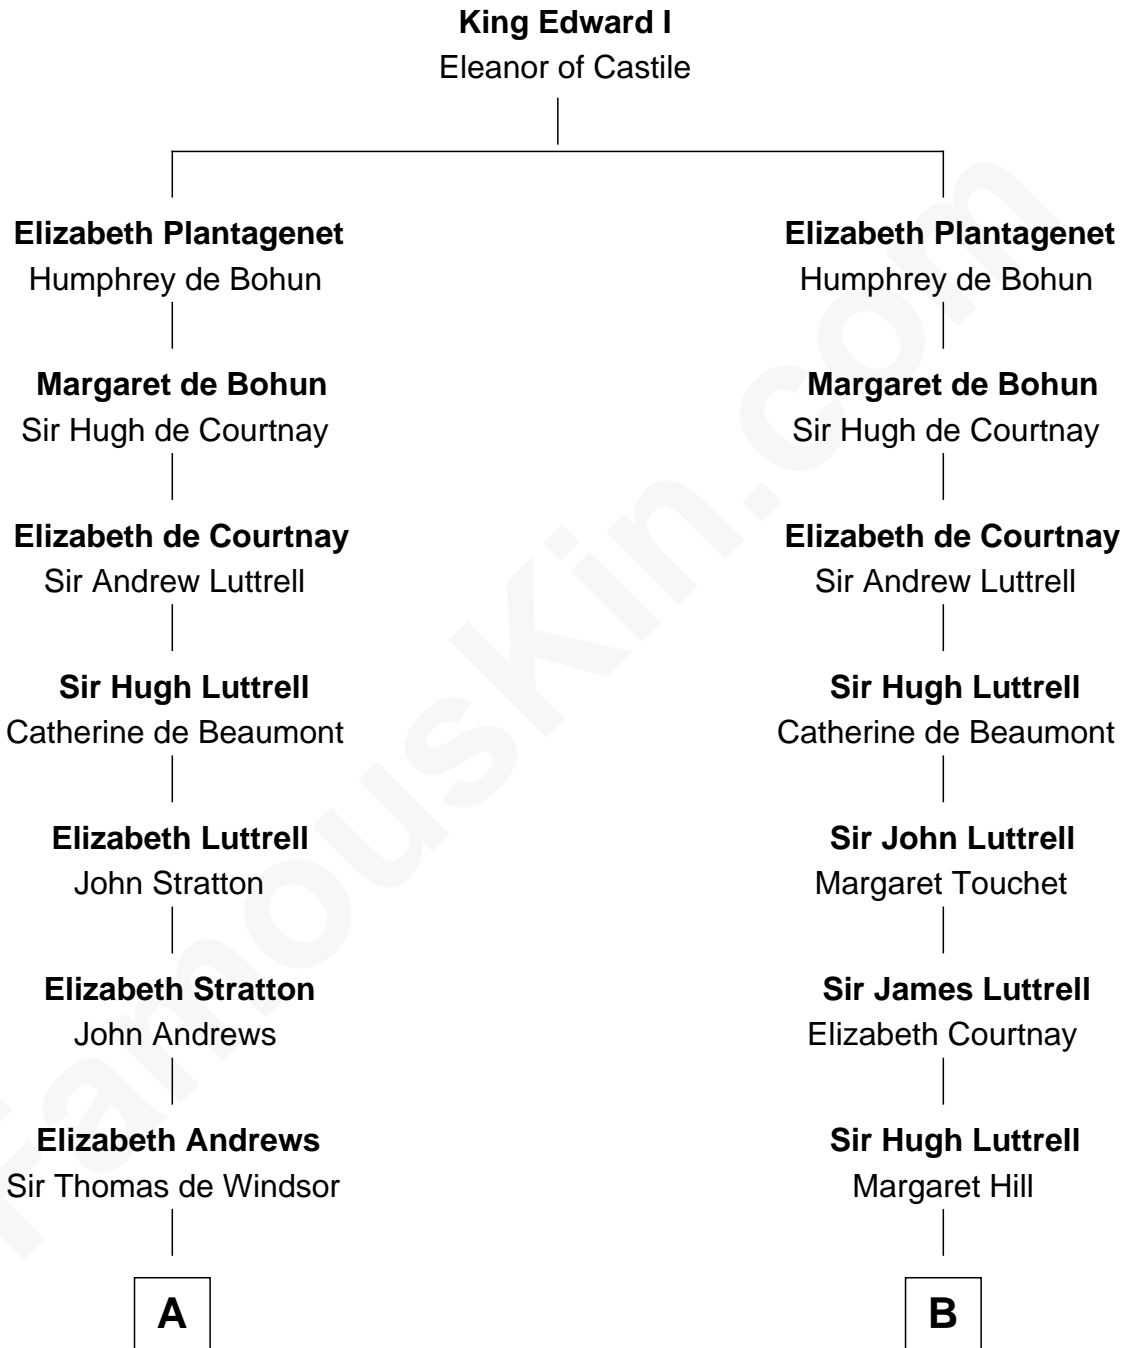 King Edward I
Eleanor of Castile
Elizabeth Plantagenet
Humphrey de Bohun
Margaret de Bohun
Sir Hugh de Courtnay
Elizabeth de Courtnay
Sir Andrew Luttrell
Sir Hugh Luttrell
Catherine de Beaumont
Elizabeth Luttrell
John Stratton
Elizabeth Stratton
John Andrews
Elizabeth Andrews
Sir Thomas de Windsor
A
Elizabeth Plantagenet
Humphrey de Bohun
Margaret de Bohun
Sir Hugh de Courtnay
Elizabeth de Courtnay
Sir Andrew Luttrell
Sir Hugh Luttrell
Catherine de Beaumont
Sir John Luttrell
Margaret Touchet
Sir James Luttrell
Elizabeth Courtnay
Sir Hugh Luttrell
Margaret Hill
B
FamousKin.com